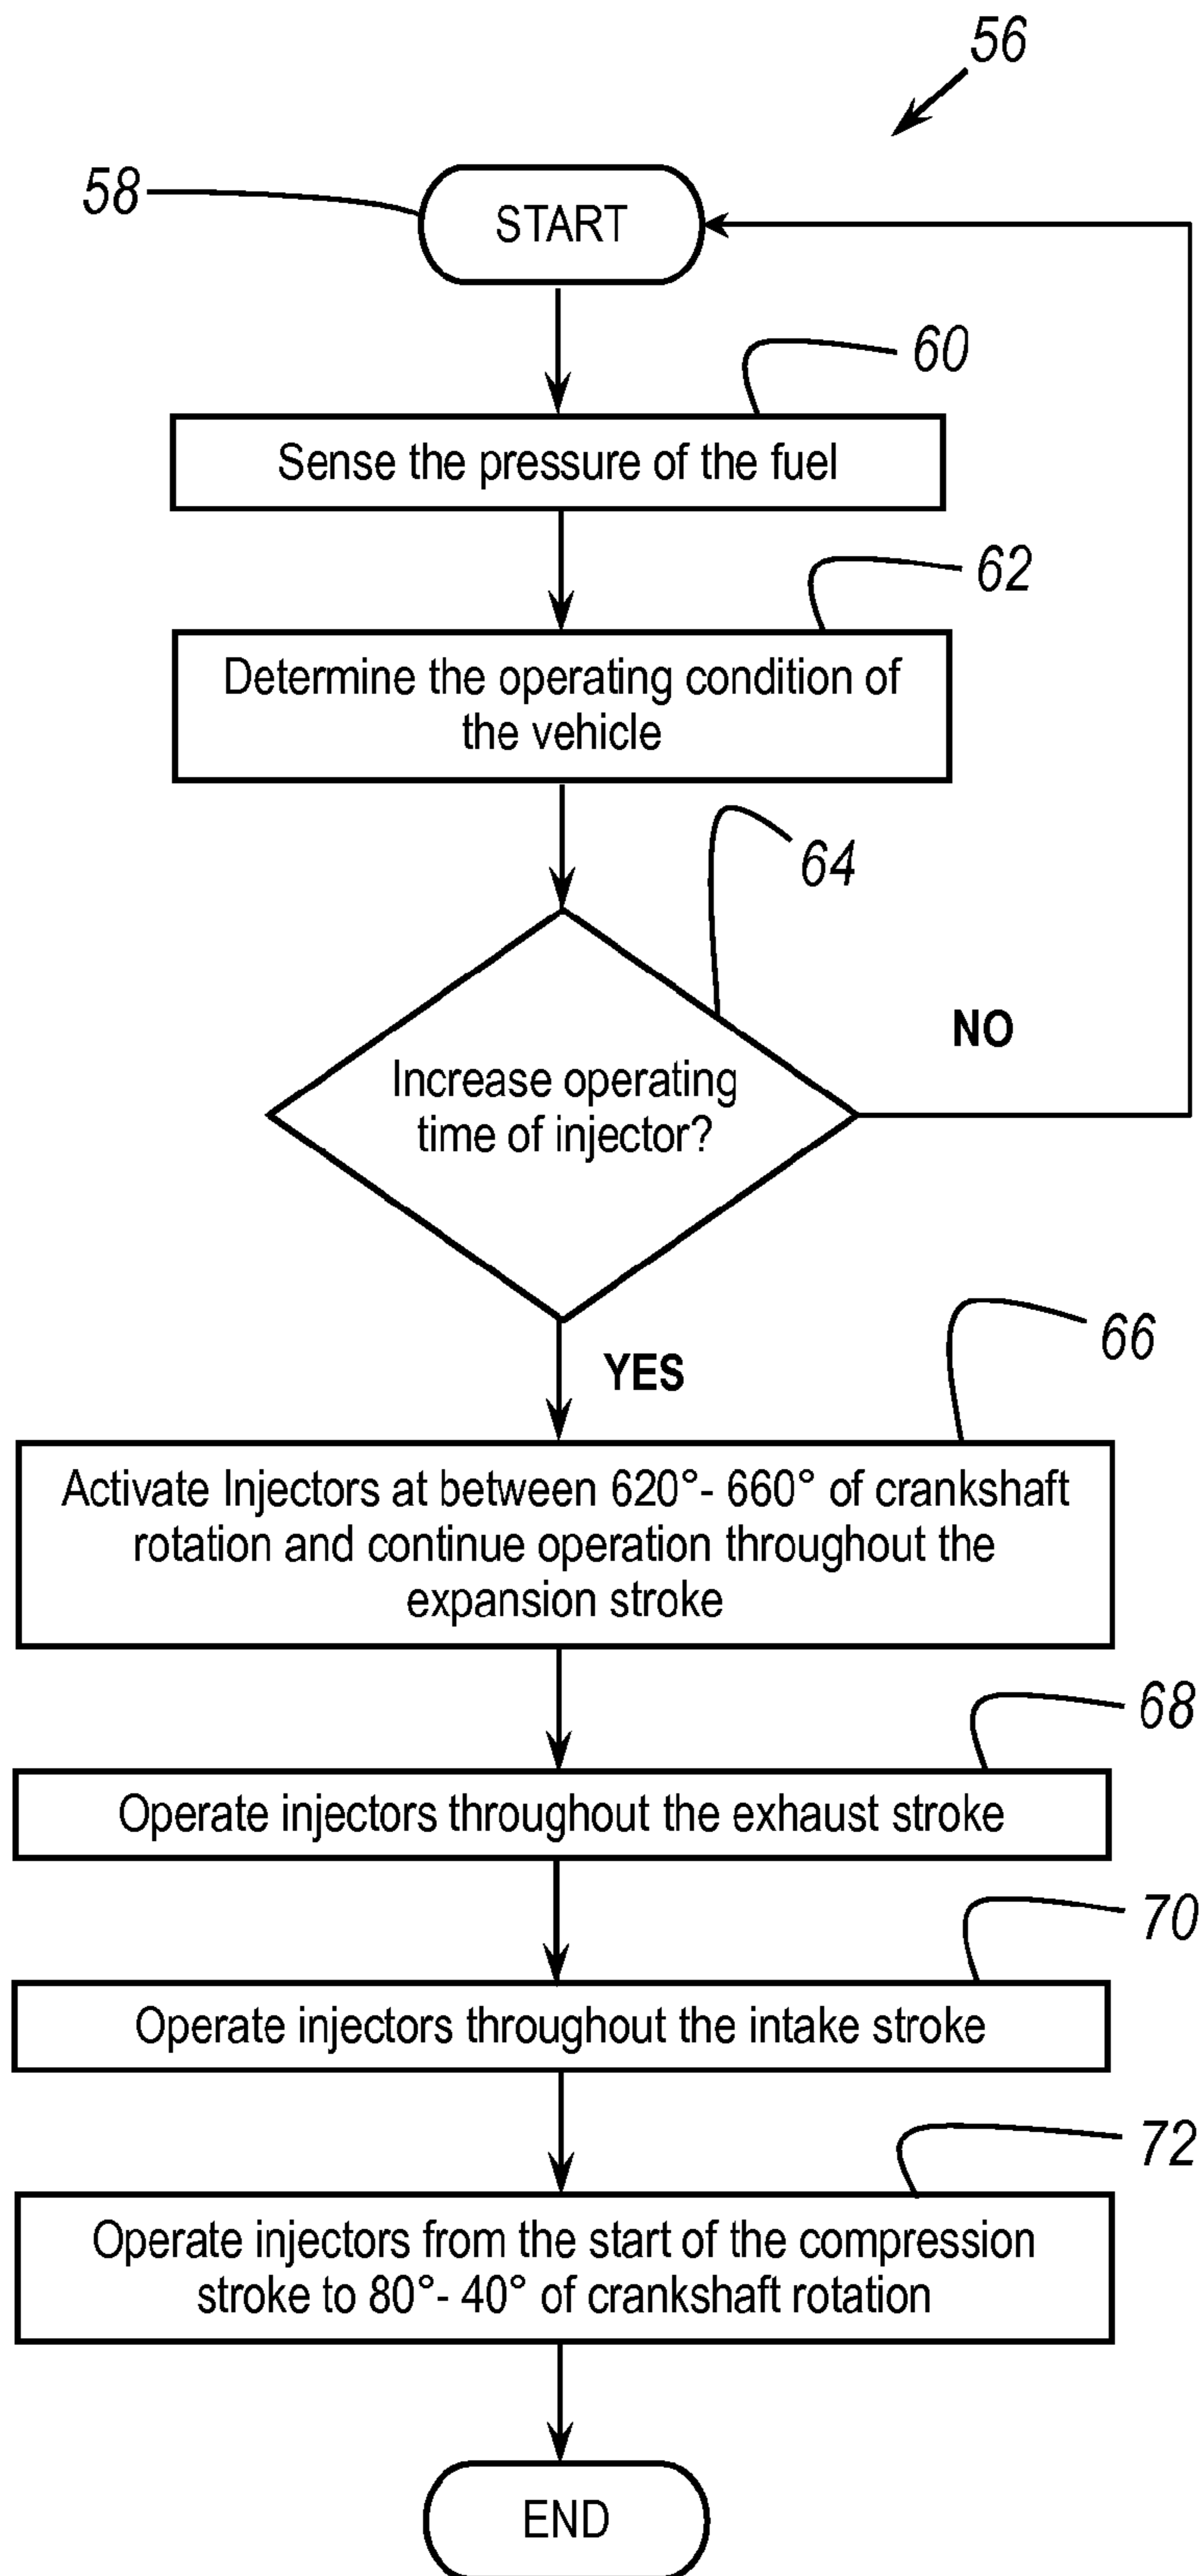 56
58
START
60
Sense the pressure of the fuel
62
Determine the operating condition of
the vehicle
64
Increase operating
time of injector?
NO
YES
66
Activate Injectors at between 620°- 660° of crankshaft
rotation and continue operation throughout the
expansion stroke
68
Operate injectors throughout the exhaust stroke
70
Operate injectors throughout the intake stroke
72
Operate injectors from the start of the compression
stroke to 80°- 40° of crankshaft rotation
END